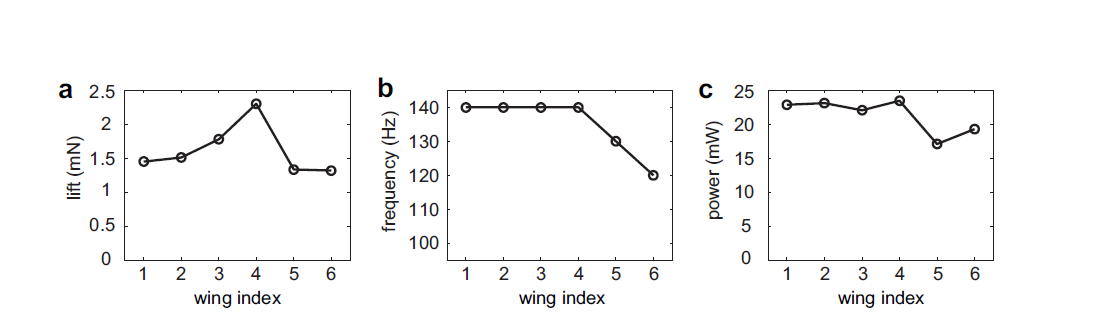 a
2.5
2
1.5
1
0.5
0
lift (mN)
1 2 3 4 5 6
wing index
b
140
130
120
110
100
frequency (Hz)
1 2 3 4 5 6
wing index
c
25
20
15
10
5
0
power (mW)
1 2 3 4 5 6
wing index